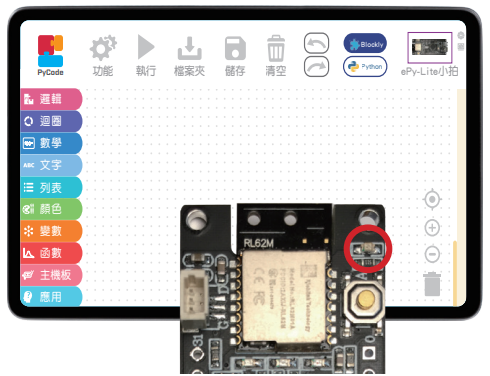 PyCode
功能
執行
檔案夾
儲存
清空
Blockly
Python
ePy-Lite小拍
邏輯
迴圈
數學
ABC 文字
列表
顏色
變數
函數
主機板
應用
RL62M